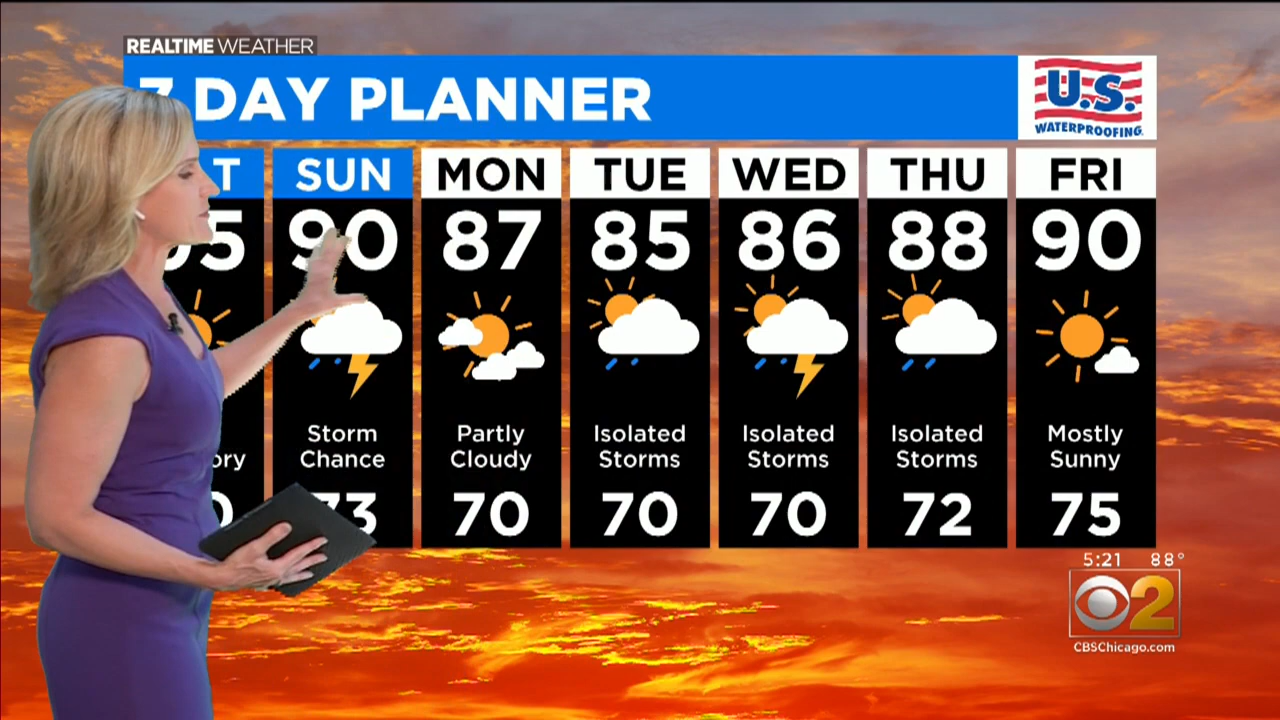 REALTIME WEATHER
7 DAY PLANNER
U.S.
WATERPROOFING
SUN MON TUE WED THU FRI
90 87 85 86 88 90
Storm Chance
Partly Cloudy
Isolated Storms
Isolated Storms
Isolated Storms
Mostly Sunny
73 70 70 70 72 75
5:21 88°
2
CBSChicago.com